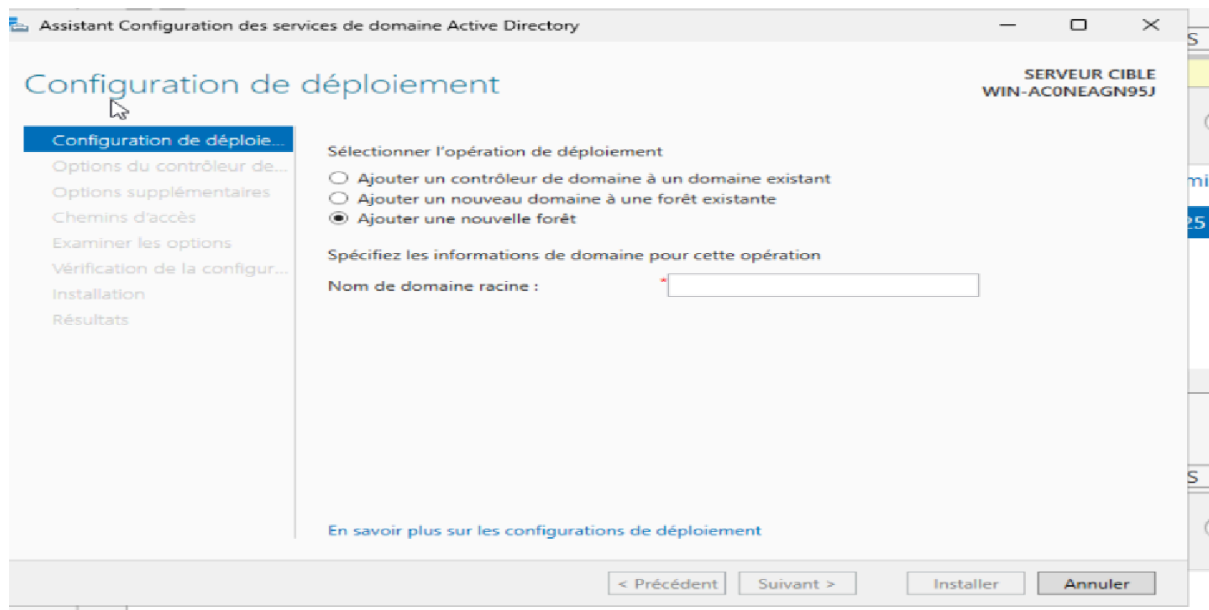 Assistant Configuration des services de domaine Active Directory
Configuration de déploiement
SERVEUR CIBLE
WIN-AC0NEAGN95J
Configuration de déploie...
Options du contrôleur de...
Options supplémentaires
Chemins d'accès
Examiner les options
Vérification de la configur...
Installation
Résultats
Sélectionner l'opération de déploiement
Ajouter un contrôleur de domaine à un domaine existant
Ajouter un nouveau domaine à une forêt existante
Ajouter une nouvelle forêt
Spécifiez les informations de domaine pour cette opération
Nom de domaine racine : *
En savoir plus sur les configurations de déploiement
< Précédent Suivant > Installer Annuler